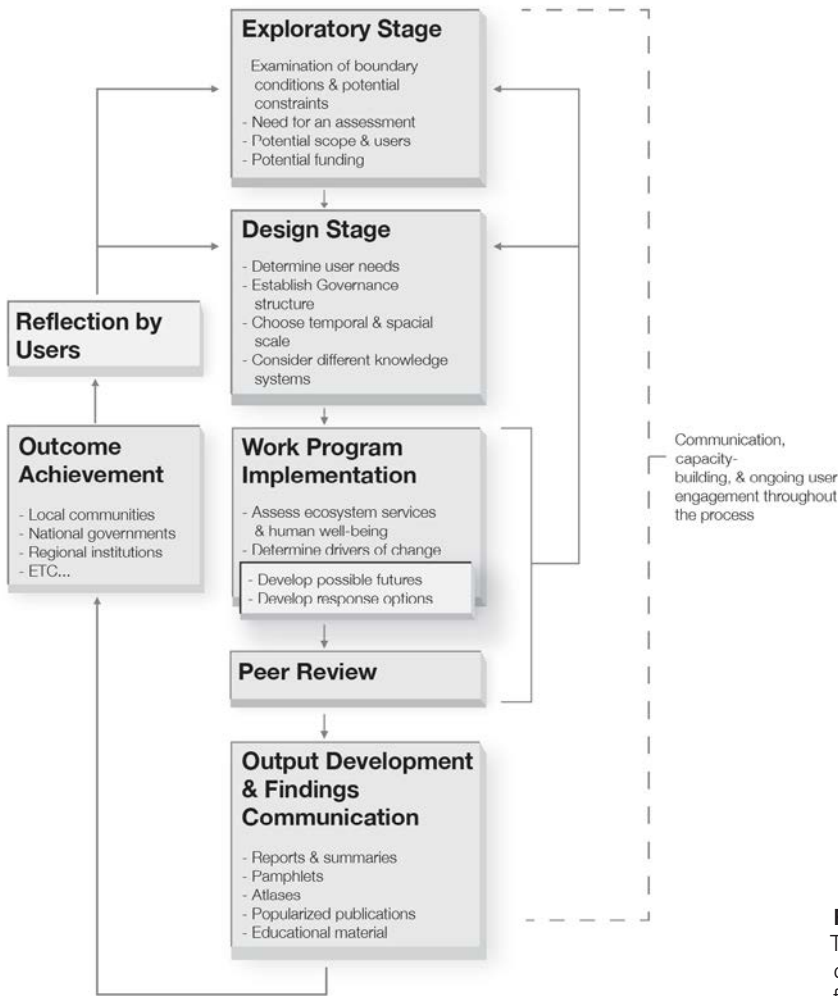 Exploratory Stage
Examination of boundary
conditions & potential
constraints
- Need for an assessment
- Potential scope & users
- Potential funding
Design Stage
- Determine user needs
- Establish Governance
structure
- Choose temporal & spacial
scale
- Consider different knowledge
systems
Reflection by
Users
Outcome
Achievement
- Local communities
- National governments
- Regional institutions
- ETC...
Work Program
Implementation
- Assess ecosystem services
& human well-being
- Determine drivers of change
- Develop possible futures
- Develop response options
Communication,
capacity-
building, & ongoing user
engagement throughout
the process
Peer Review
Output Development
& Findings
Communication
- Reports & summaries
- Pamphlets
- Atlases
- Popularized publications
- Educational material